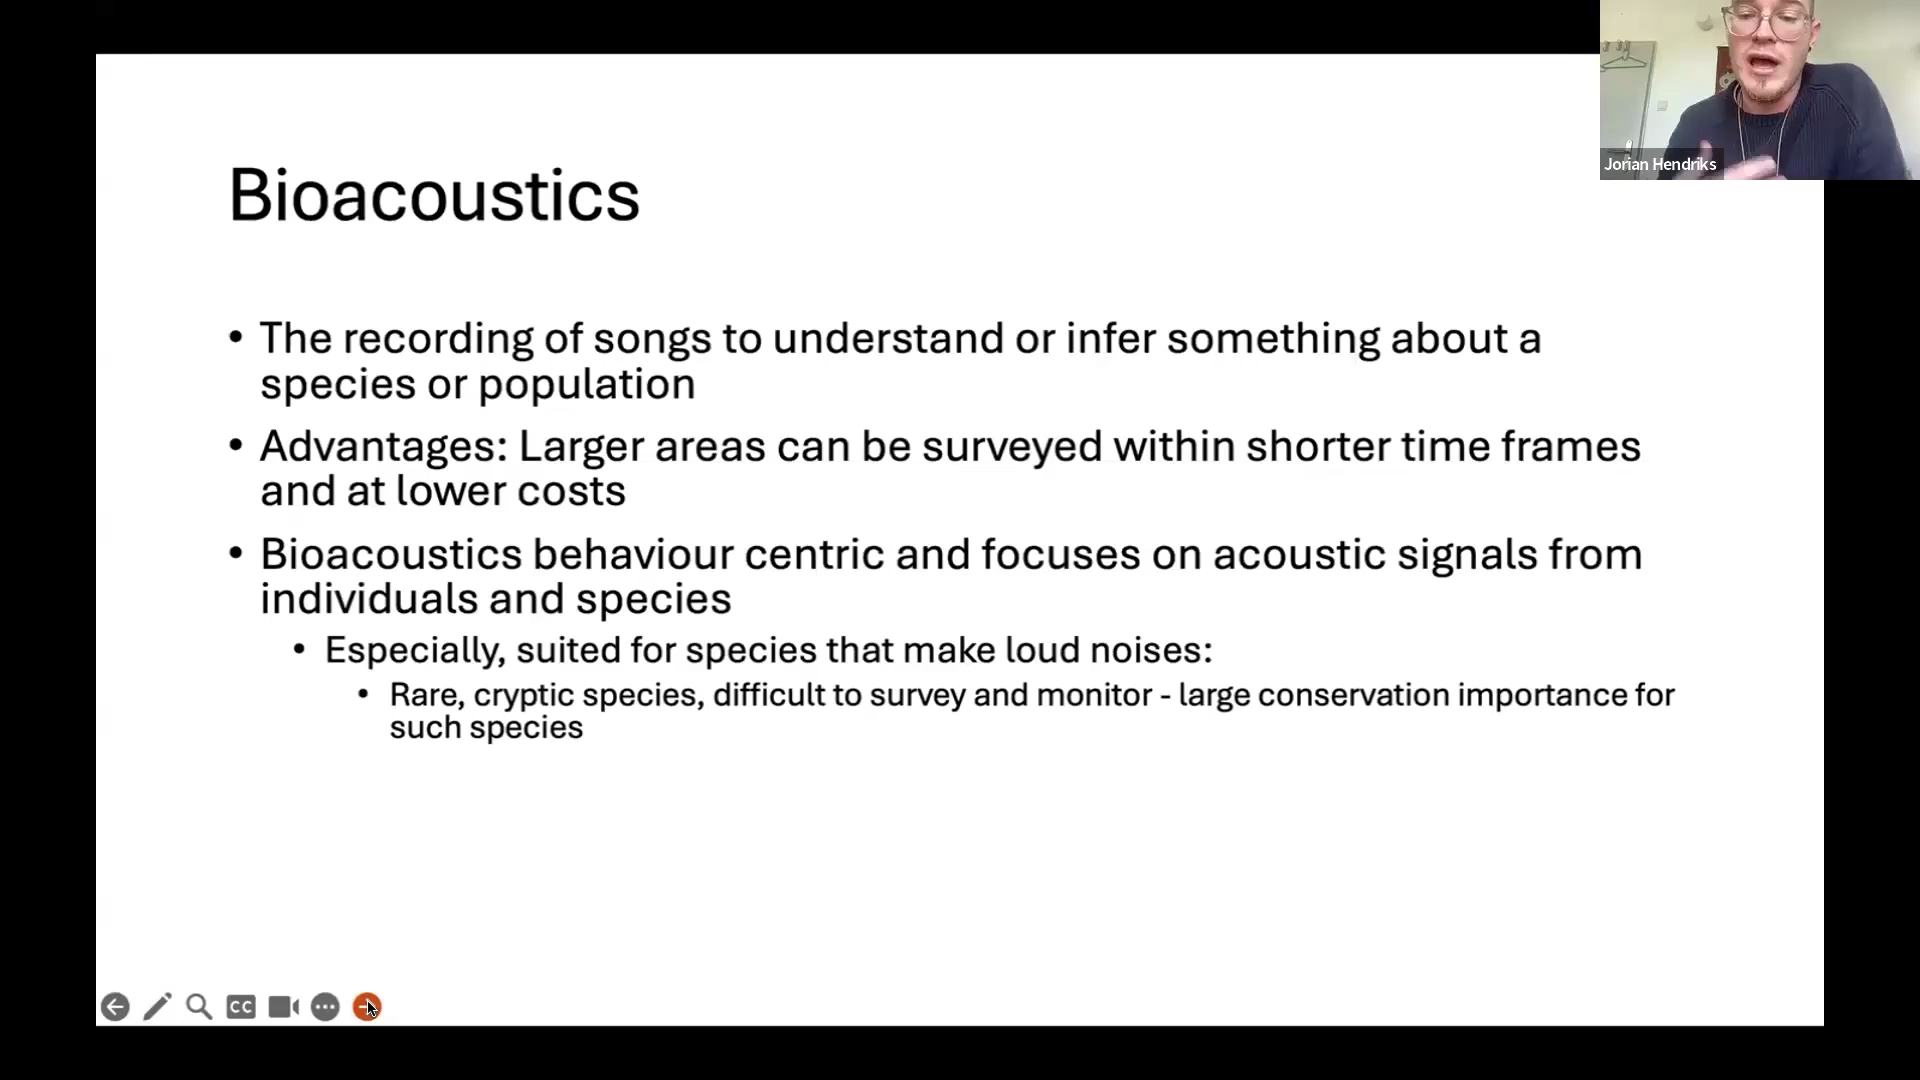 Jorian Hendriks
Bioacoustics
• The recording of songs to understand or infer something about a
species or population
• Advantages: Larger areas can be surveyed within shorter time frames
and at lower costs
• Bioacoustics behaviour centric and focuses on acoustic signals from
individuals and species
• Especially, suited for species that make loud noises:
• Rare, cryptic species, difficult to survey and monitor - large conservation importance for
such species
CC